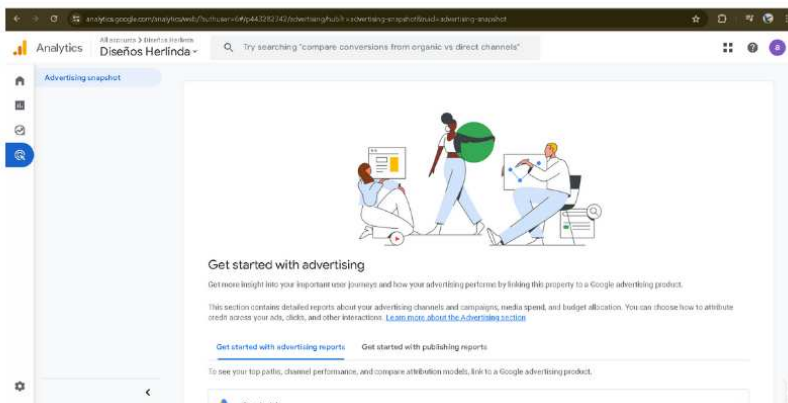 analytics.google.com/analytics/web/?authuser=6#/p443282742/advertising/hub?r=advertising-snapshot&ruid=advertising-snapshot
Analytics
All accounts > Diseños Herlinda
Diseños Herlinda
Try searching "compare conversions from organic vs direct channels"
a
Advertising snapshot
Get started with advertising
Get more insight into your important user journeys and how your advertising performs by linking this property to a Google advertising product.
This section contains detailed reports about your advertising channels and campaigns, media spend, and budget allocation. You can choose how to attribute
credit across your ads, clicks, and other interactions. Learn more about the Advertising section
Get started with advertising reports Get started with publishing reports
To see your top paths, channel performance, and compare attribution models, link to a Google advertising product.